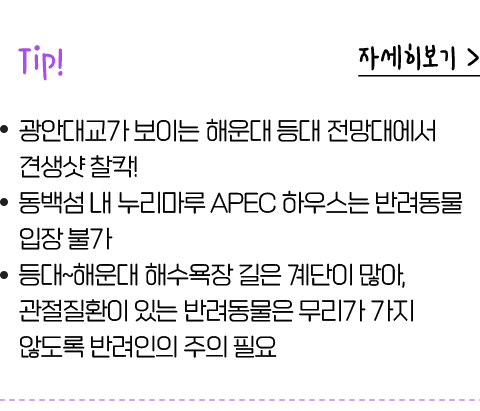 Tip!
자세히보기 >
• 광안대교가 보이는 해운대 등대 전망대에서
견생샷 찰칵!
• 동백섬 내 누리마루 APEC 하우스는 반려동물
입장 불가
• 등대~해운대 해수욕장 길은 계단이 많아,
관절질환이 있는 반려동물은 무리가 가지
않도록 반려인의 주의 필요